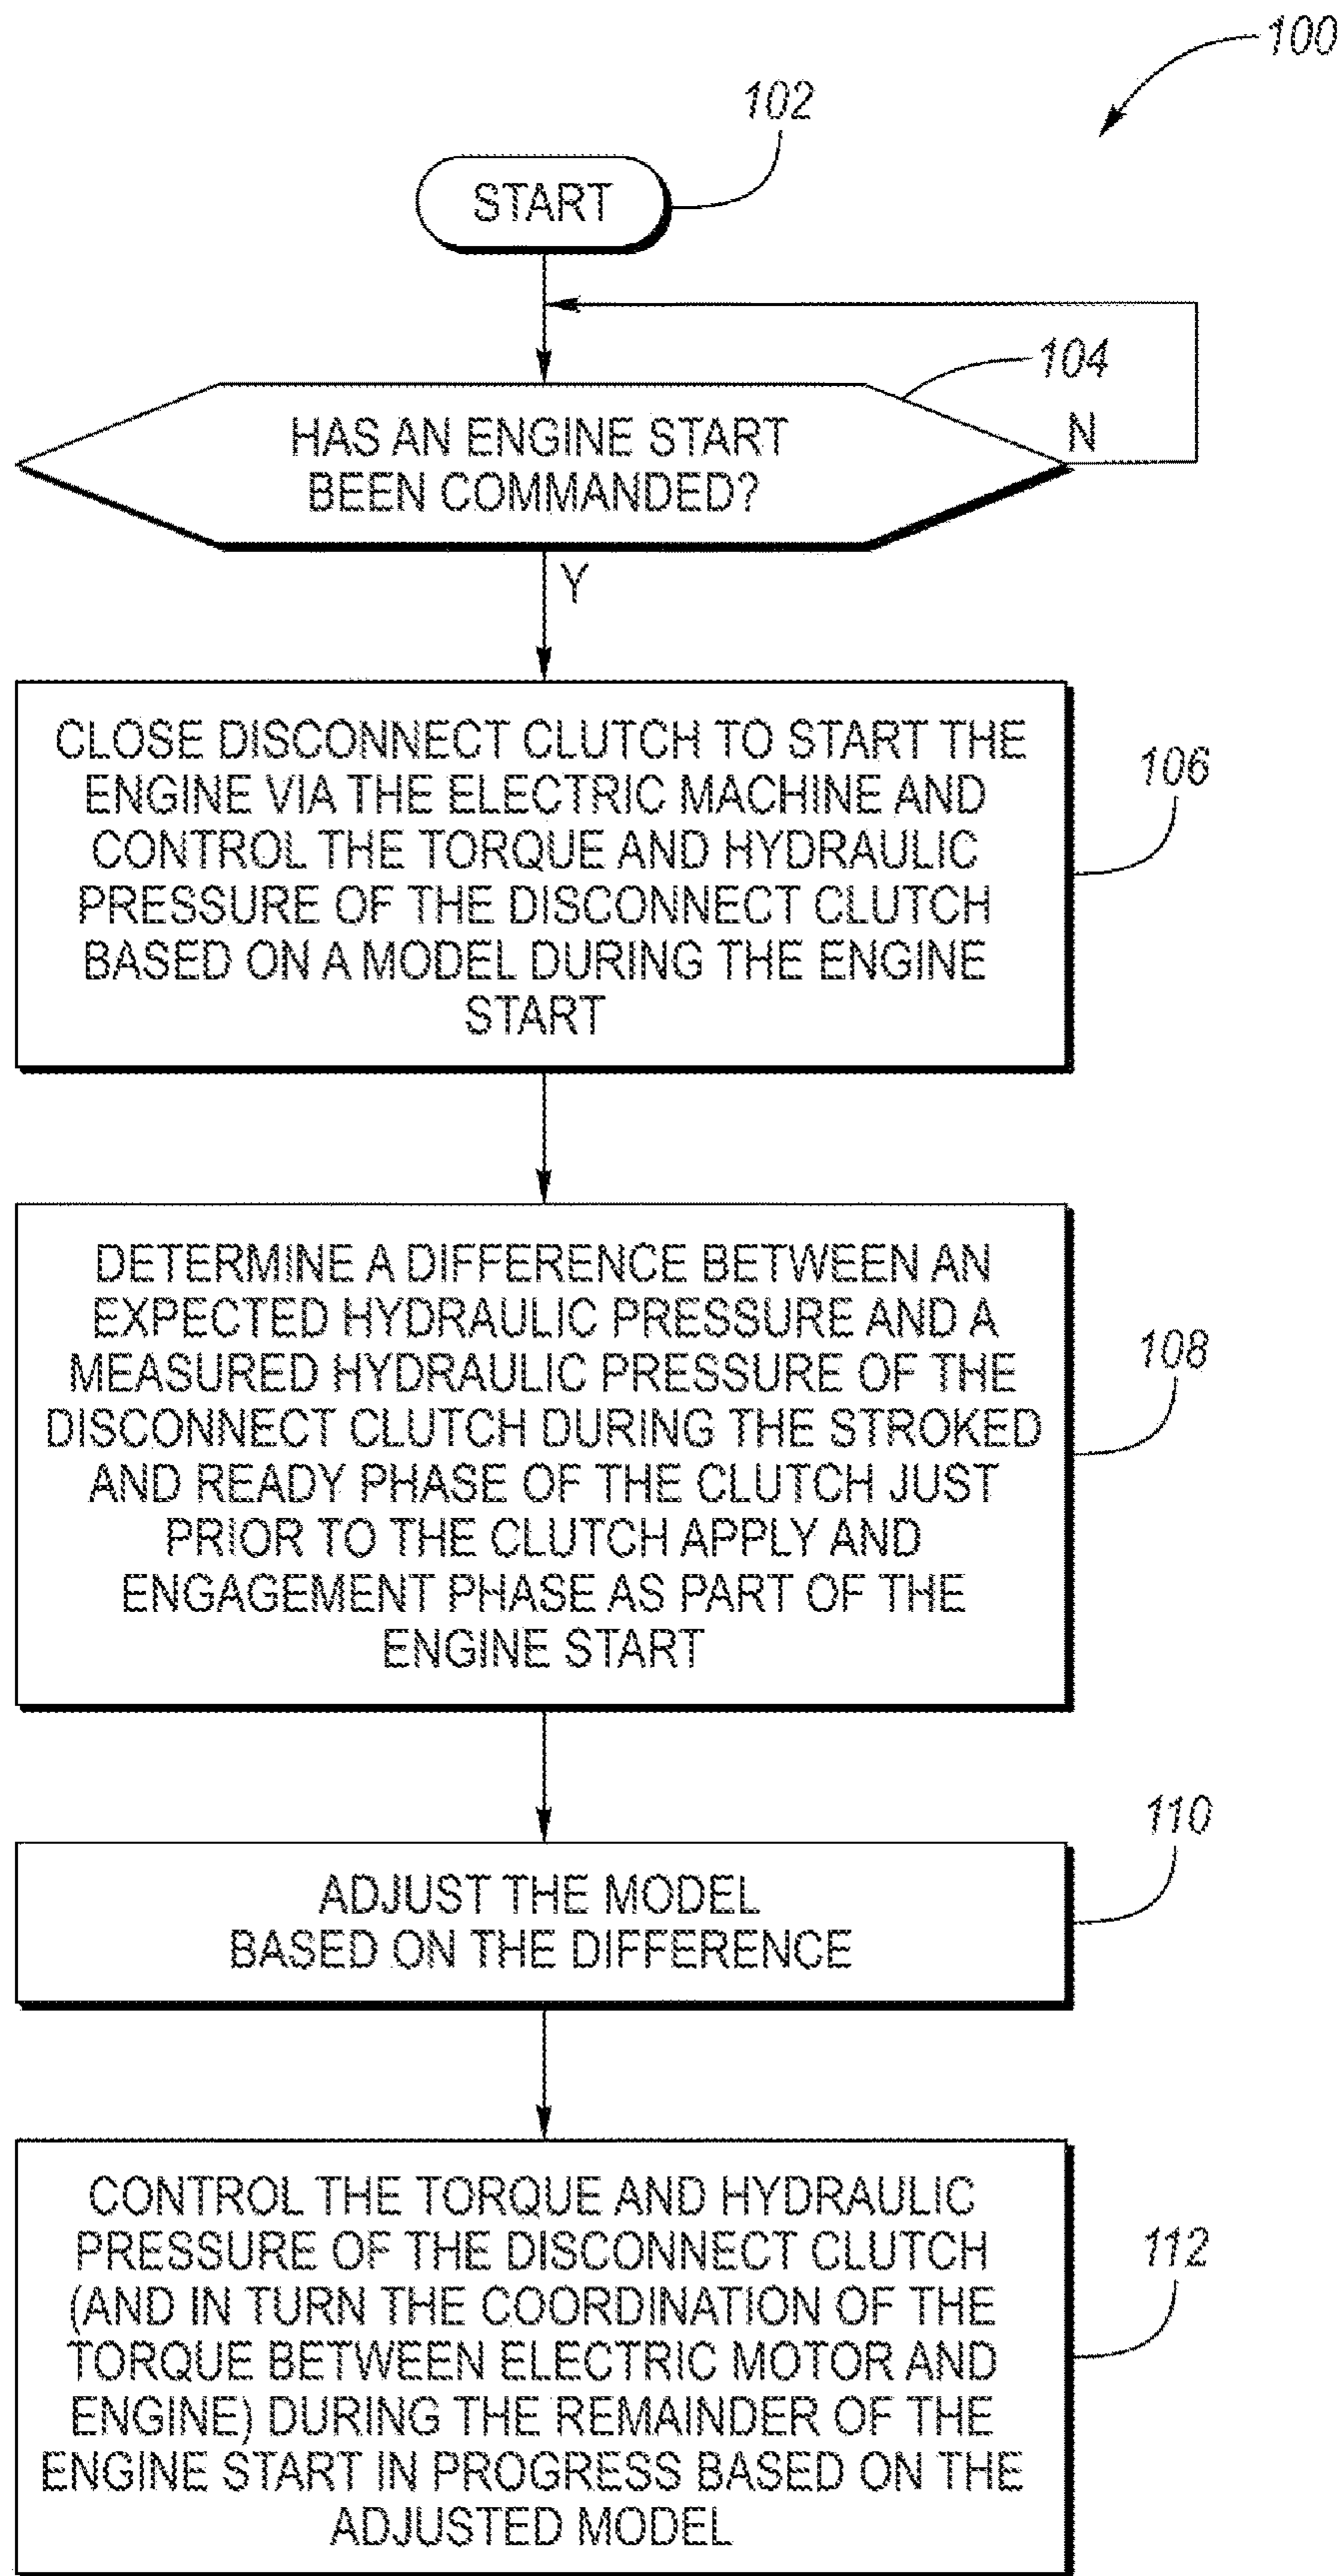 100
102
START
104
HAS AN ENGINE START
BEEN COMMANDED?
N
Y
CLOSE DISCONNECT CLUTCH TO START THE
ENGINE VIA THE ELECTRIC MACHINE AND
CONTROL THE TORQUE AND HYDRAULIC
PRESSURE OF THE DISCONNECT CLUTCH
BASED ON A MODEL DURING THE ENGINE
START
106
DETERMINE A DIFFERENCE BETWEEN AN
EXPECTED HYDRAULIC PRESSURE AND A
MEASURED HYDRAULIC PRESSURE OF THE
DISCONNECT CLUTCH DURING THE STROKED
AND READY PHASE OF THE CLUTCH JUST
PRIOR TO THE CLUTCH APPLY AND
ENGAGEMENT PHASE AS PART OF THE
ENGINE START
108
110
ADJUST THE MODEL
BASED ON THE DIFFERENCE
CONTROL THE TORQUE AND HYDRAULIC
PRESSURE OF THE DISCONNECT CLUTCH
(AND IN TURN THE COORDINATION OF THE
TORQUE BETWEEN ELECTRIC MOTOR AND
ENGINE) DURING THE REMAINDER OF THE
ENGINE START IN PROGRESS BASED ON THE
ADJUSTED MODEL
112